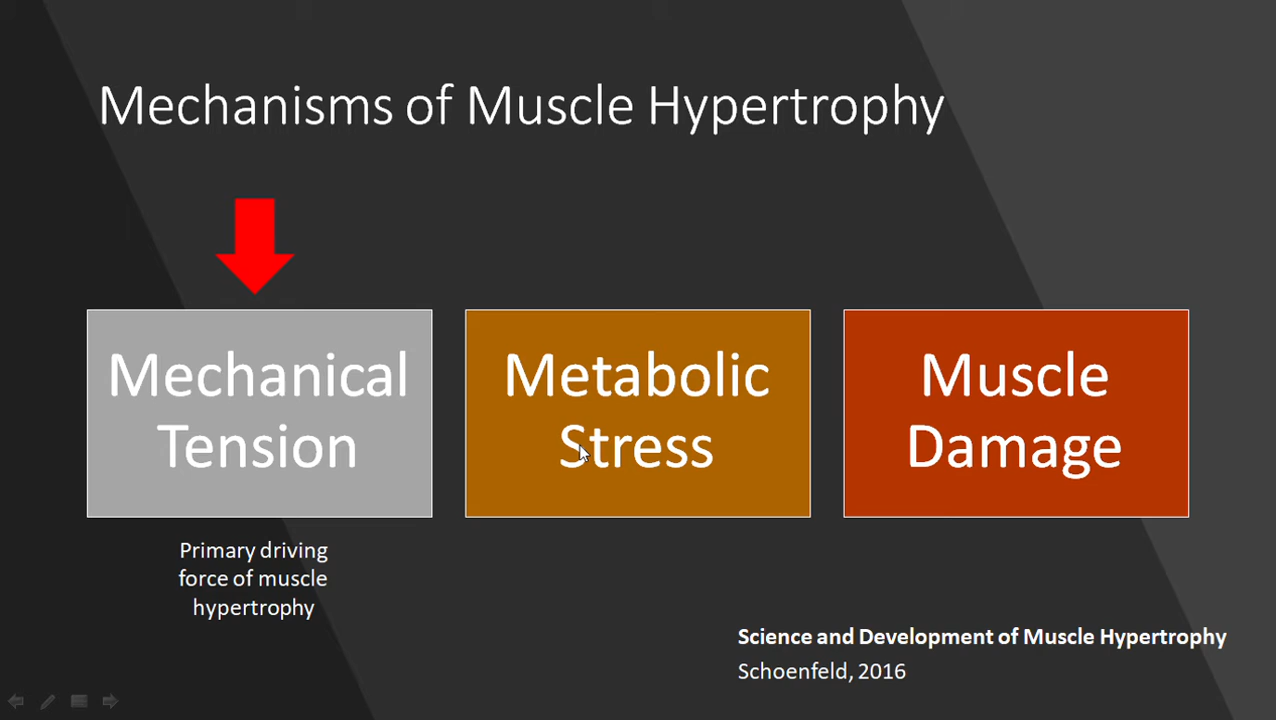 Mechanisms of Muscle Hypertrophy
Mechanical
Tension
Metabolic
Stress
Muscle
Damage
Primary driving
force of muscle
hypertrophy
Science and Development of Muscle Hypertrophy
Schoenfeld, 2016